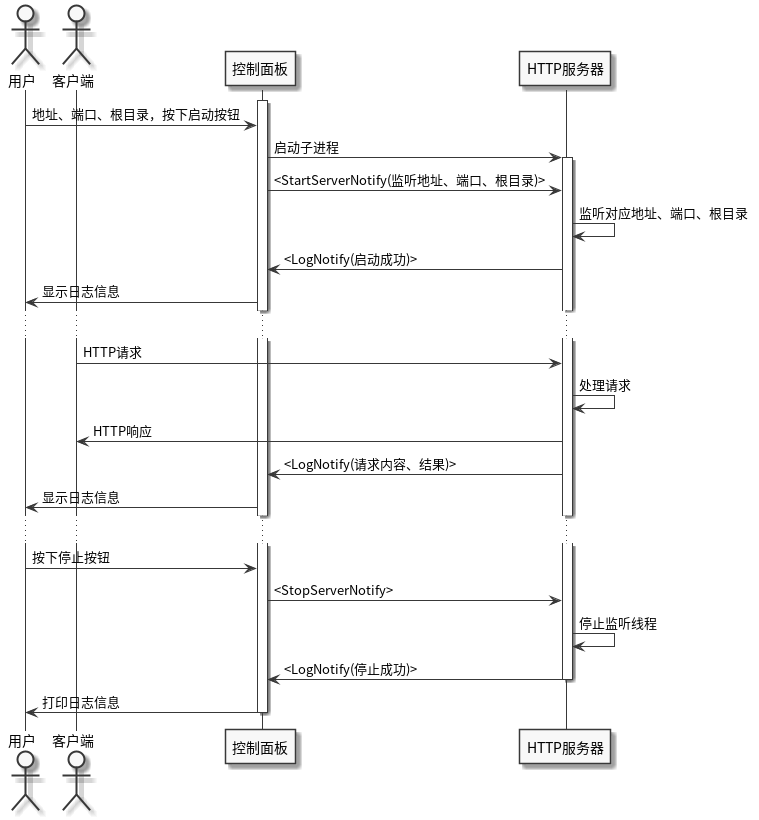 用户 客户端 控制面板 HTTP服务器
地址、端口、根目录，按下启动按钮
启动子进程
<StartServerNotify(监听地址、端口、根目录)>
监听对应地址、端口、根目录
<LogNotify(启动成功)>
显示日志信息
HTTP请求
处理请求
HTTP响应
<LogNotify(请求内容、结果)>
显示日志信息
按下停止按钮
<StopServerNotify>
停止监听线程
<LogNotify(停止成功)>
打印日志信息
用户 客户端 控制面板 HTTP服务器